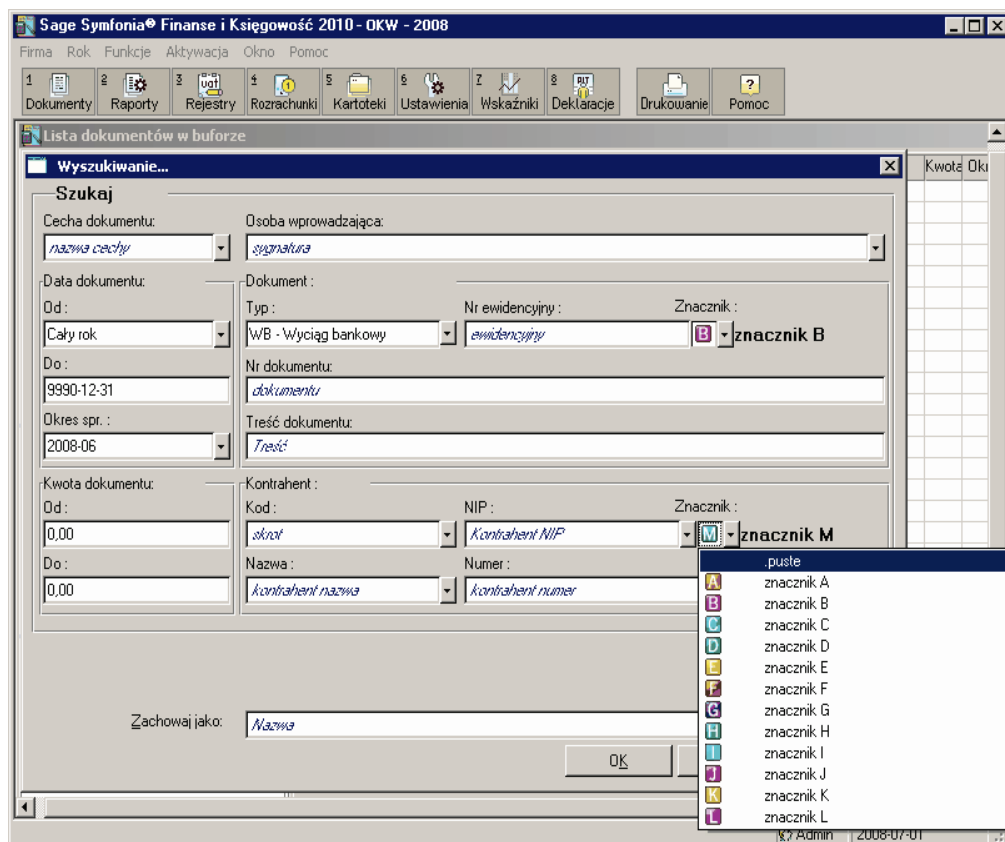 Sage Symfonia® Finanse i Księgowość 2010 - OKW - 2008
Firma Rok Funkcje Aktywacja Okno Pomoc
1 2 3 4 5 6 7 8
Dokumenty Raporty Rejestry Rozrachunki Kartoteki Ustawienia Wskaźniki Deklaracje Drukowanie Pomoc
Lista dokumentów w buforze
Wyszukiwanie...
Kwota
Szukaj
Cecha dokumentu: Osoba wprowadzająca:
nazwa cechy sygnatura
Data dokumentu: Dokument :
Od : Typ : Nr ewidencyjny : Znacznik :
Cały rok WB - Wyciąg bankowy ewidencyjny B znacznik B
Do : Nr dokumentu:
9990-12-31 dokumentu
Okres spr. : Treść dokumentu:
2008-06 Treść
Kwota dokumentu: Kontrahent :
Od : Kod : NIP : Znacznik :
0,00 skrót Kontrahent NIP M znacznik M
Do : Nazwa : Numer :
0,00 kontrahent nazwa kontrahent numer
.puste
A znacznik A
B znacznik B
C znacznik C
D znacznik D
E znacznik E
F znacznik F
G znacznik G
H znacznik H
I znacznik I
J znacznik J
K znacznik K
L znacznik L
Zachowaj jako: Nazwa
OK
Admin 2008-07-01